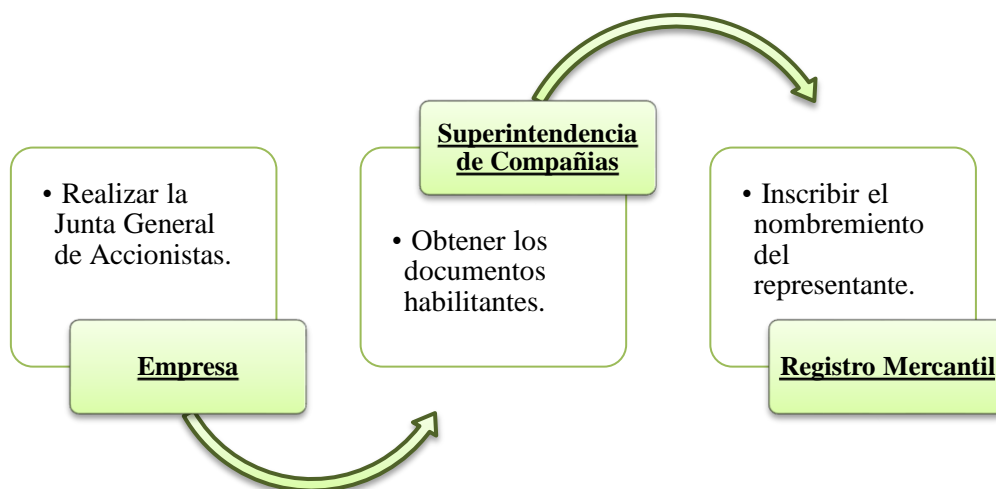 • Realizar la
Junta General
de Accionistas.
Empresa
Superintendencia
de Compañias
• Obtener los
documentos
habilitantes.
• Inscribir el
nombremiento
del
representante.
Registro Mercantil